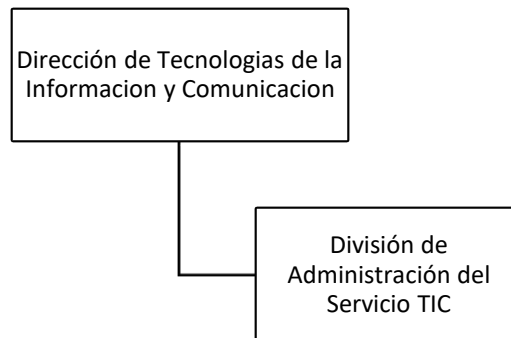 Dirección de Tecnologias de la
Informacion y Comunicacion
División de
Administración del
Servicio TIC